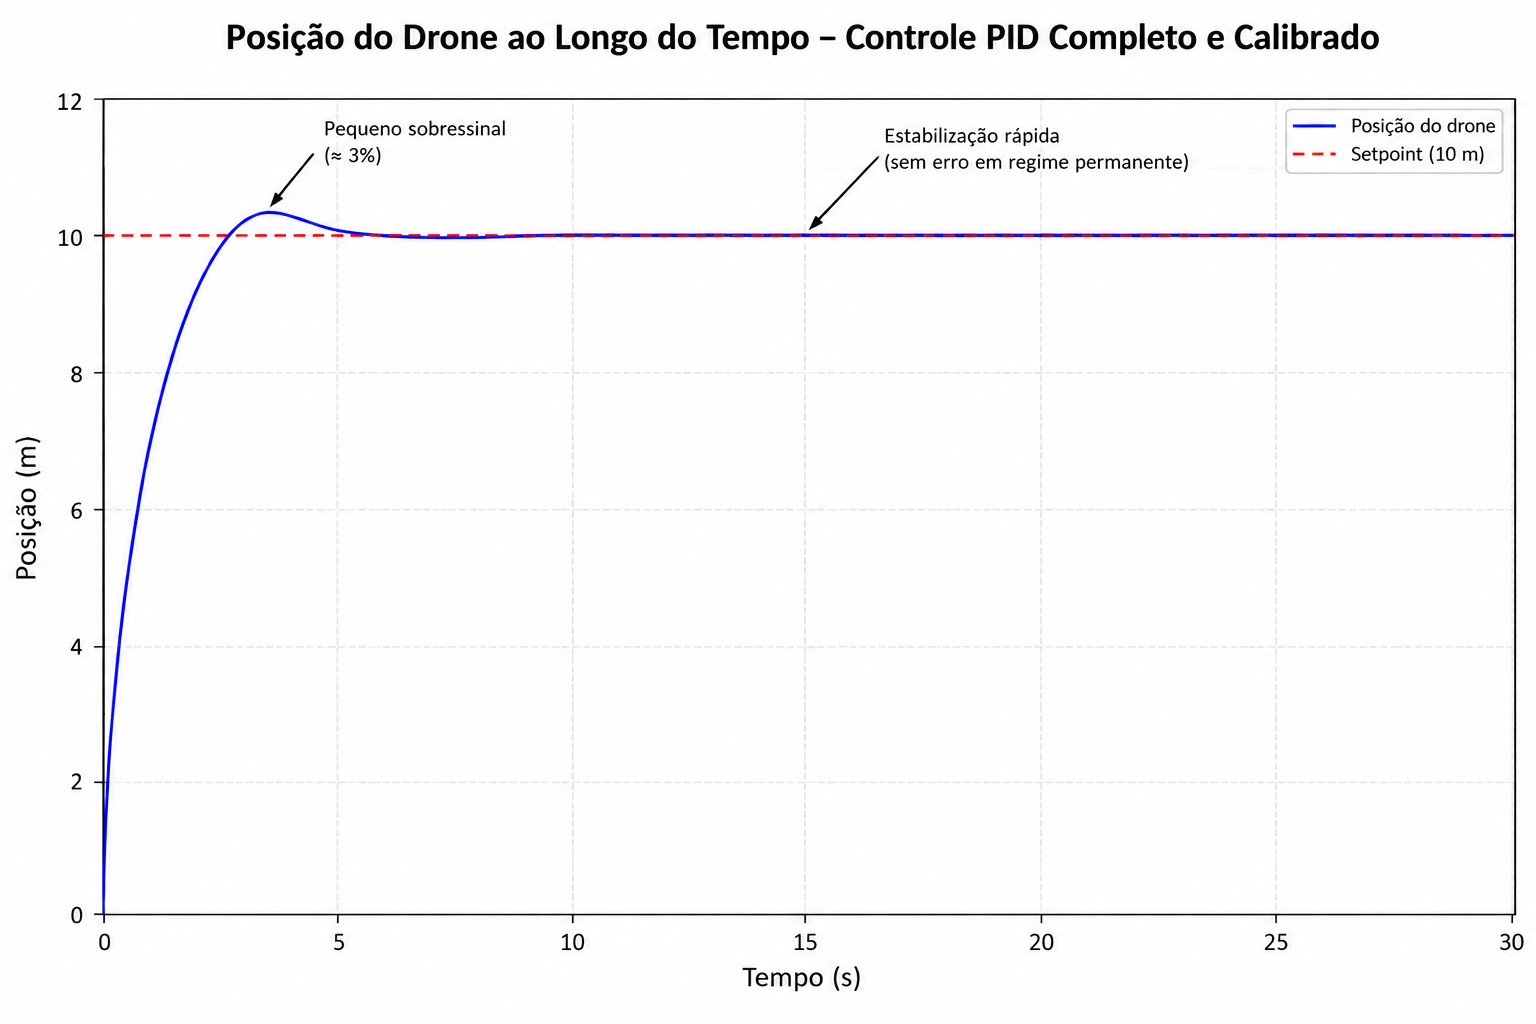 Posição do Drone ao Longo do Tempo – Controle PID Completo e Calibrado
Pequeno sobressinal
(≈ 3%)
Estabilização rápida
(sem erro em regime permanente)
Posição do drone
Setpoint (10 m)
12
10
8
6
4
2
0
Posição (m)
0 5 10 15 20 25 30
Tempo (s)